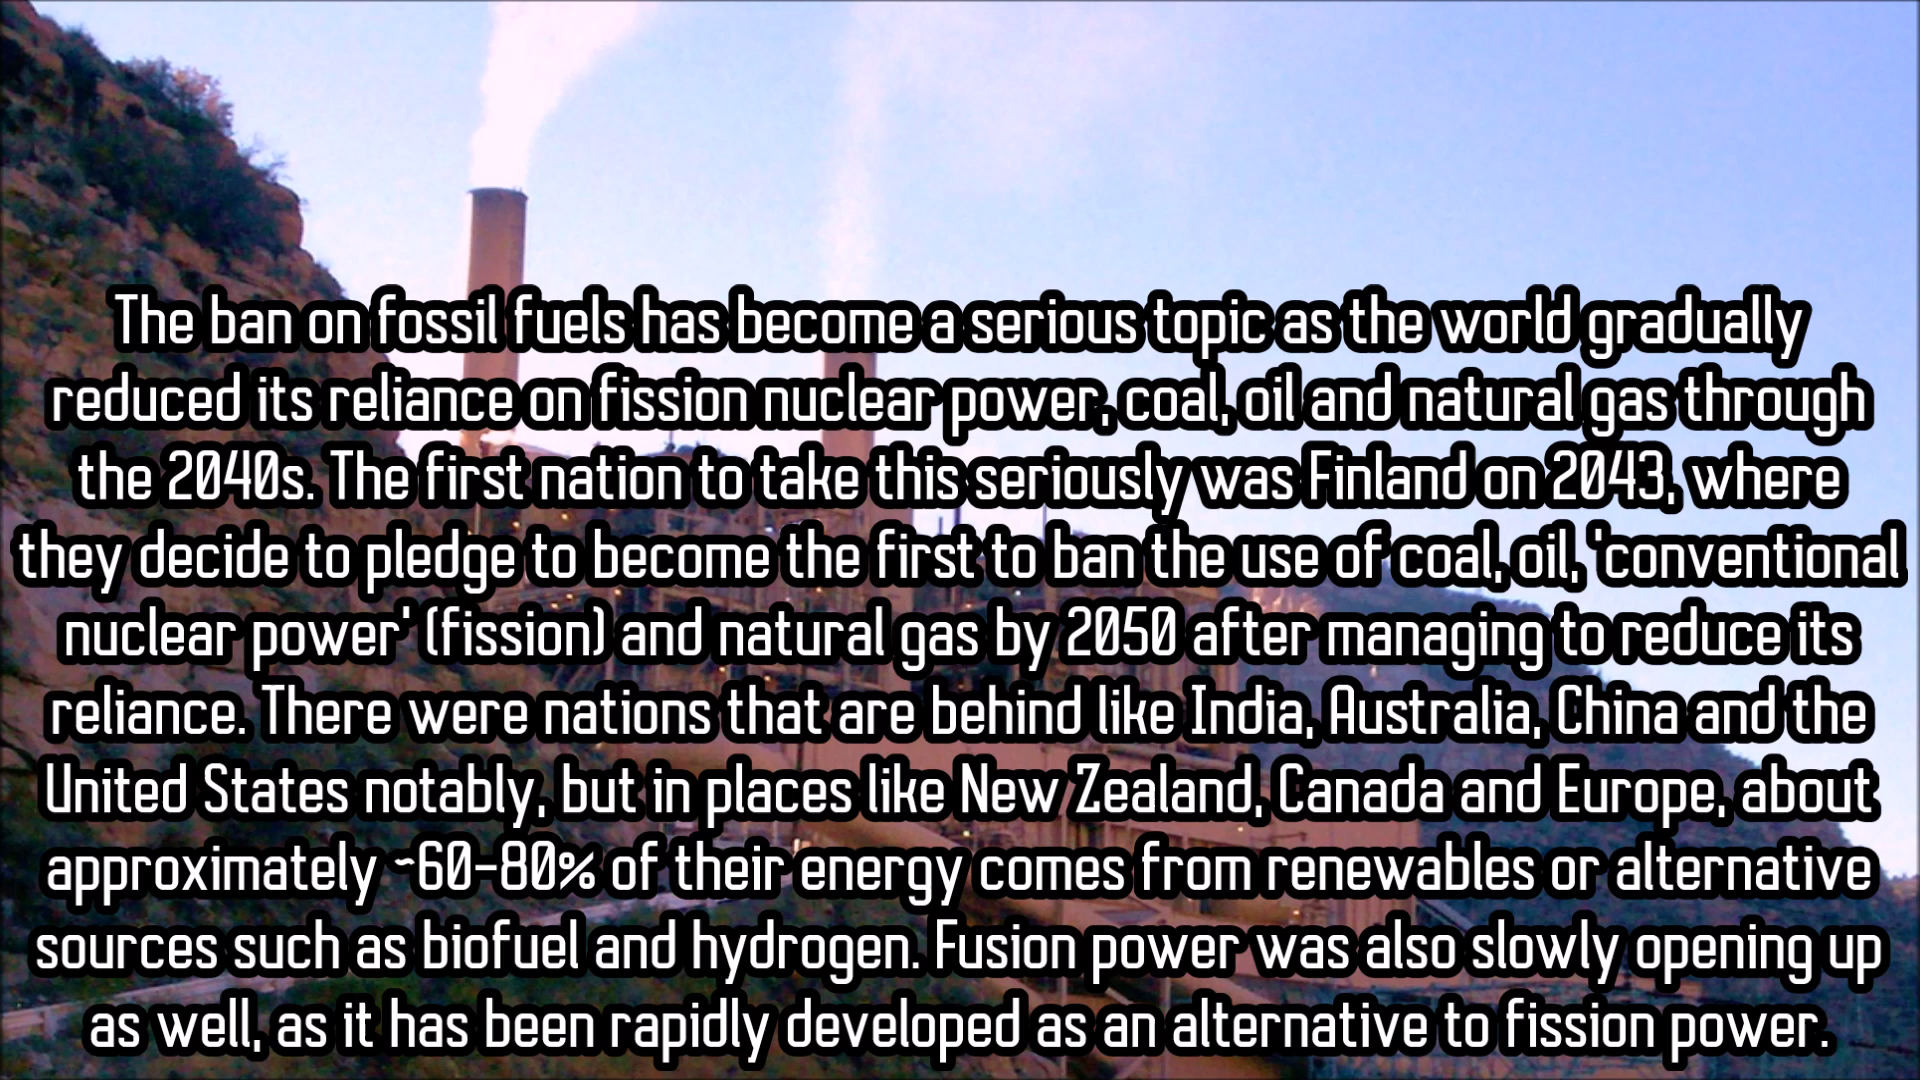 The ban on fossil fuels has become a serious topic as the world gradually
reduced its reliance on fission nuclear power, coal, oil and natural gas through
the 2040s. The first nation to take this seriously was Finland on 2043, where
they decide to pledge to become the first to ban the use of coal, oil, 'conventional
nuclear power' (fission) and natural gas by 2050 after managing to reduce its
reliance. There were nations that are behind like India, Australia, China and the
United States notably, but in places like New Zealand, Canada and Europe, about
approximately ~60-80% of their energy comes from renewables or alternative
sources such as biofuel and hydrogen. Fusion power was also slowly opening up
as well, as it has been rapidly developed as an alternative to fission power.